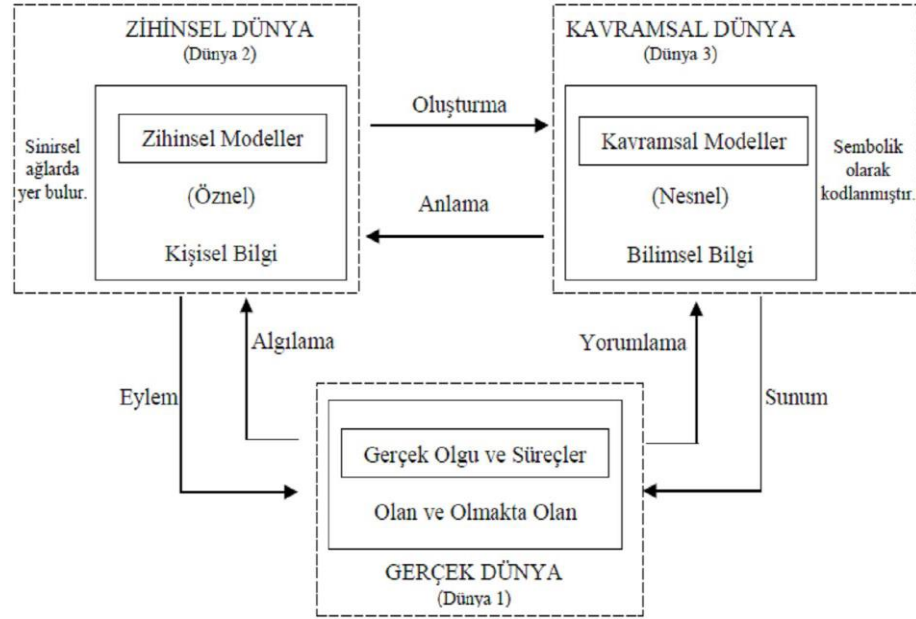 ZİHİNSEL DÜNYA
(Dünya 2)
Zihinsel Modeller
(Öznel)
Kişisel Bilgi
Sinirsel
ağlarda
yer bulur.
Oluşturma
Anlama
KAVRAMSAL DÜNYA
(Dünya 3)
Kavramsal Modeller
(Nesnel)
Bilimsel Bilgi
Sembolik
olarak
kodlanmıştır.
Eylem
Algılama
Yorumlama
Sunum
Gerçek Olgu ve Süreçler
Olan ve Olmakta Olan
GERÇEK DÜNYA
(Dünya 1)